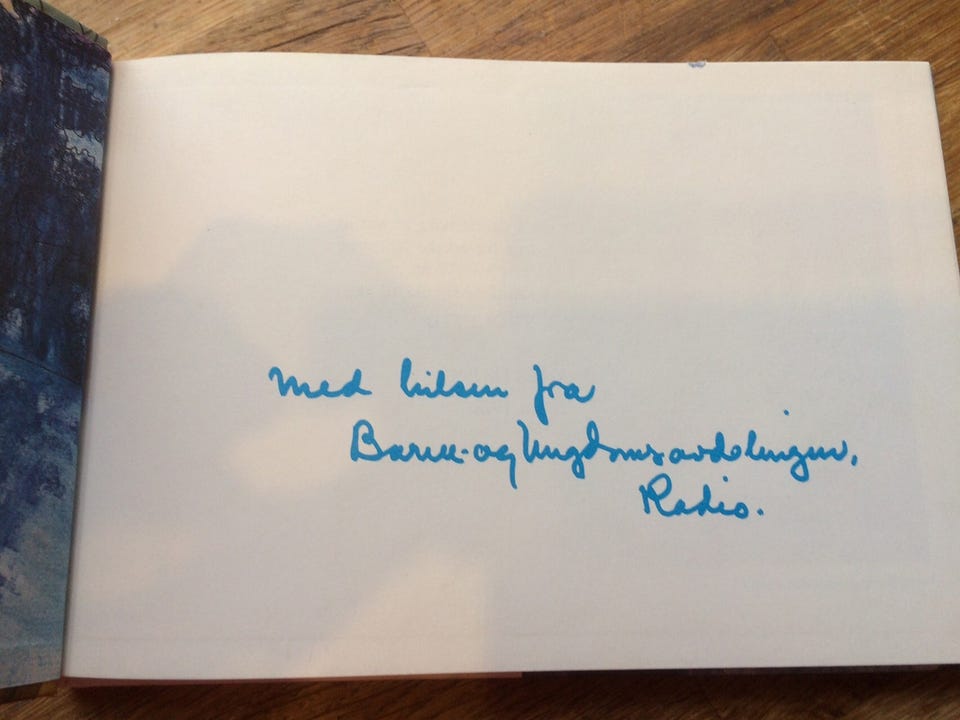 Med hilsen fra
Barne- og Ungdomsavdelingen,
Radio.